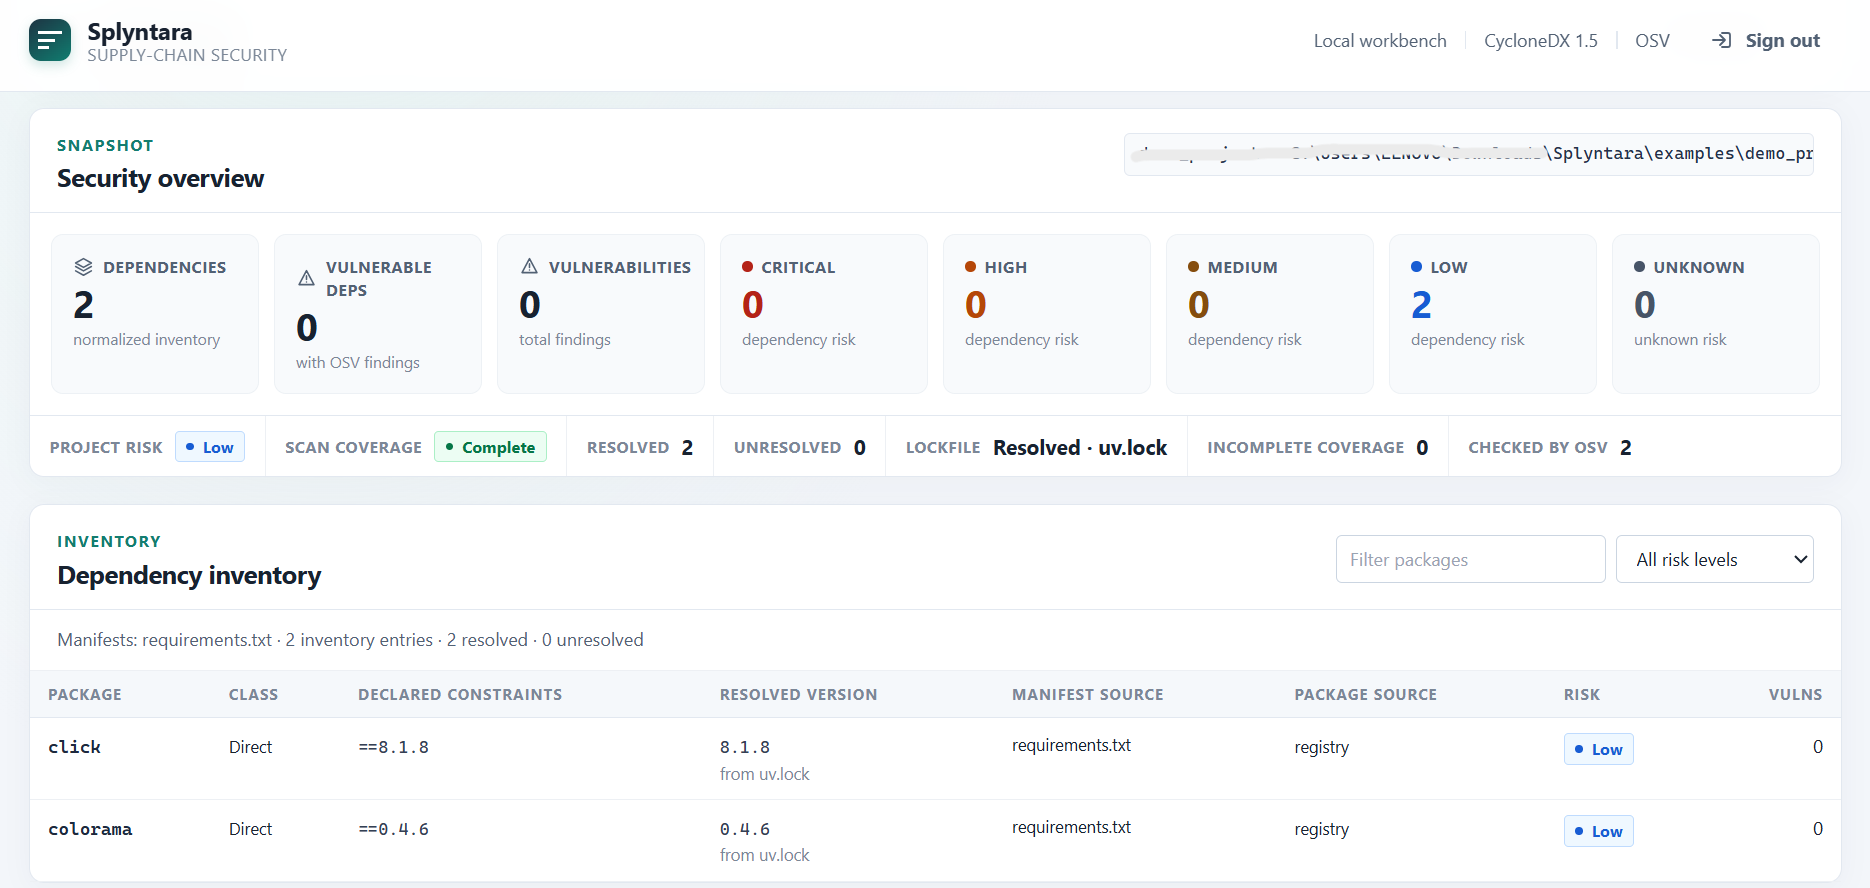 Splyntara
SUPPLY-CHAIN SECURITY
Local workbench
CycloneDX 1.5
OSV
Sign out
SNAPSHOT
Security overview
\Splyntara\examples\demo_pr
DEPENDENCIES
2
normalized inventory
VULNERABLE
DEPS
0
with OSV findings
VULNERABILITIES
0
total findings
CRITICAL
0
dependency risk
HIGH
0
dependency risk
MEDIUM
0
dependency risk
LOW
2
dependency risk
UNKNOWN
0
unknown risk
PROJECT RISK Low
SCAN COVERAGE Complete
RESOLVED 2
UNRESOLVED 0
LOCKFILE Resolved · uv.lock
INCOMPLETE COVERAGE 0
CHECKED BY OSV 2
INVENTORY
Dependency inventory
Filter packages
All risk levels
Manifests: requirements.txt · 2 inventory entries · 2 resolved · 0 unresolved
PACKAGE CLASS DECLARED CONSTRAINTS RESOLVED VERSION MANIFEST SOURCE PACKAGE SOURCE RISK VULNS
click Direct ==8.1.8 8.1.8 requirements.txt registry Low 0
from uv.lock
colorama Direct ==0.4.6 0.4.6 requirements.txt registry Low 0
from uv.lock